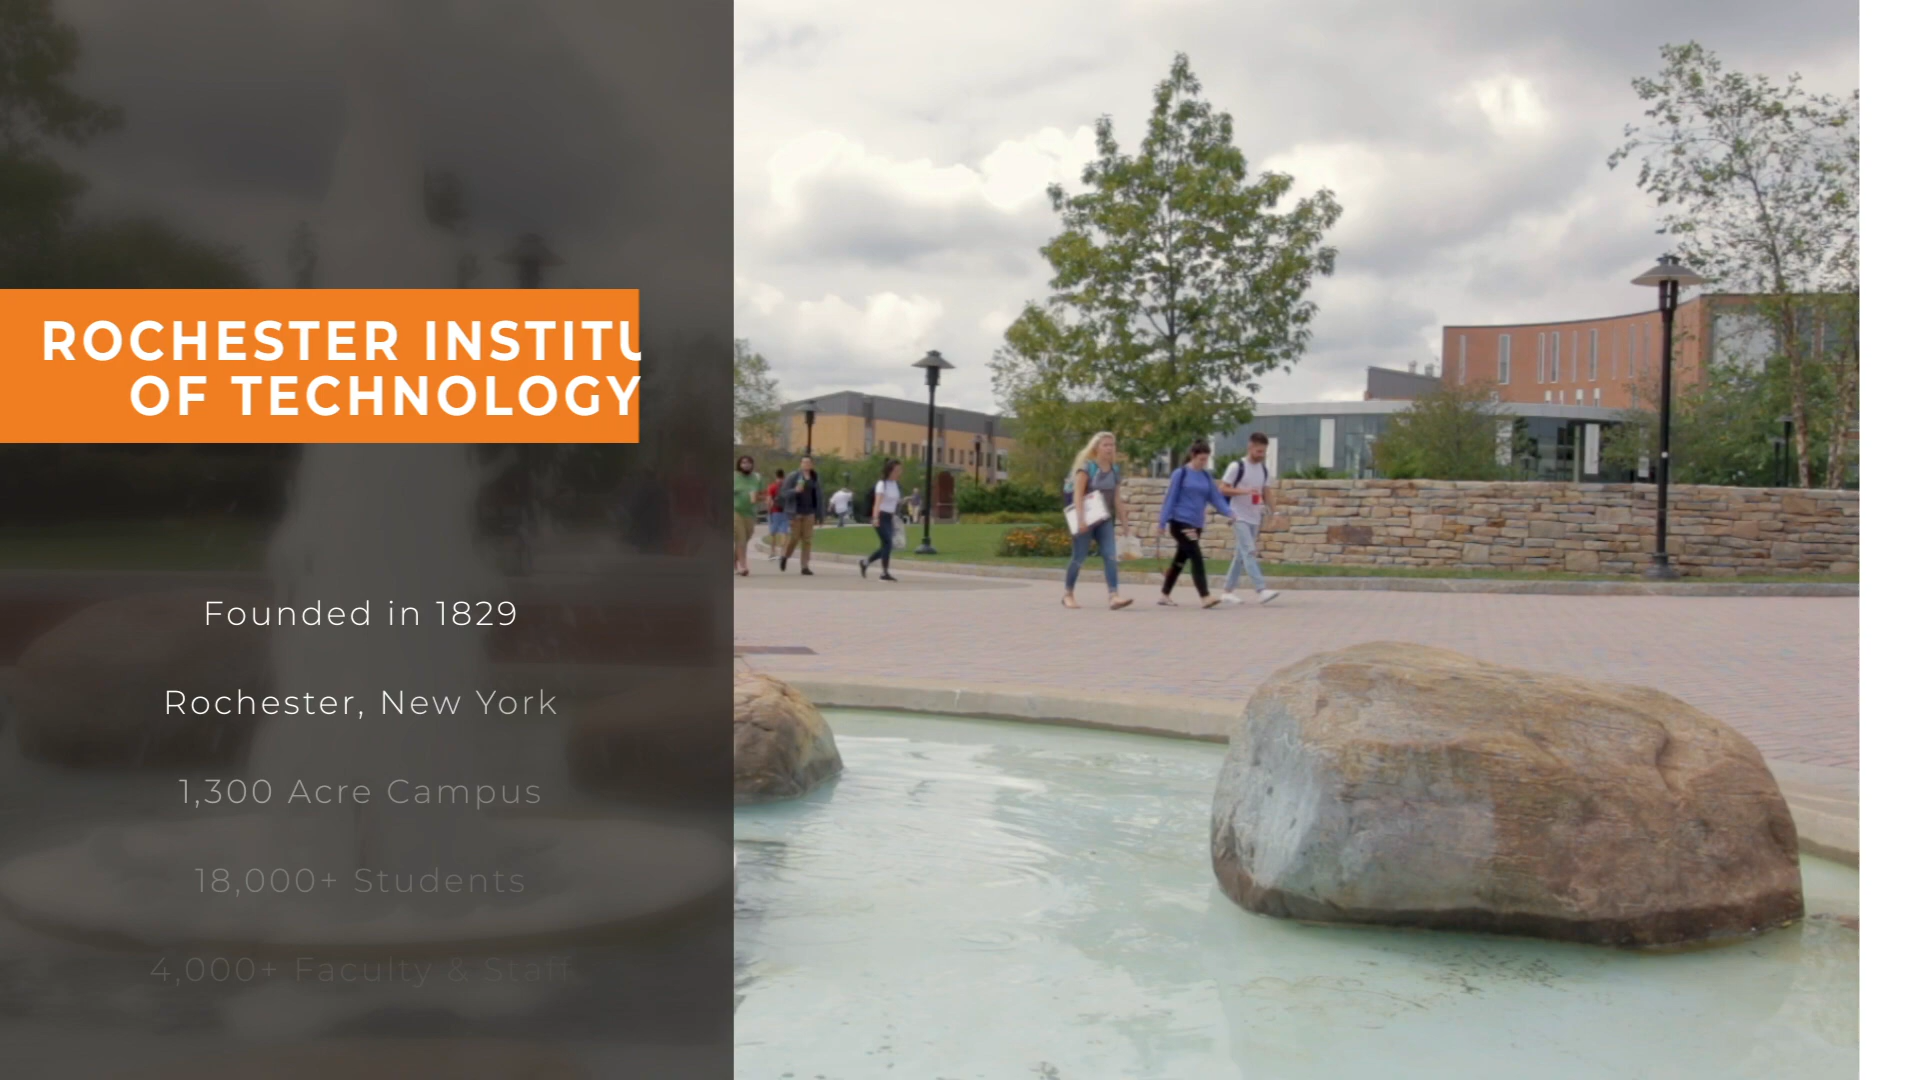 ROCHESTER INSTITU
OF TECHNOLOGY
Founded in 1829
Rochester, New York
1,300 Acre Campus
18,000+ Students
4,000+ Faculty & Staff